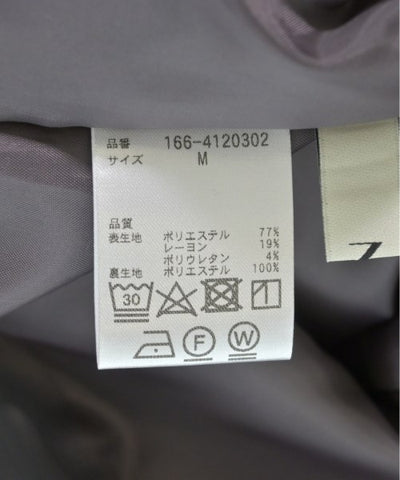 品番 166-4120302
サイズ M
品質
表生地 ポリエステル 77%
レーヨン 19%
ポリウレタン 4%
裏生地 ポリエステル 100%
30
F W